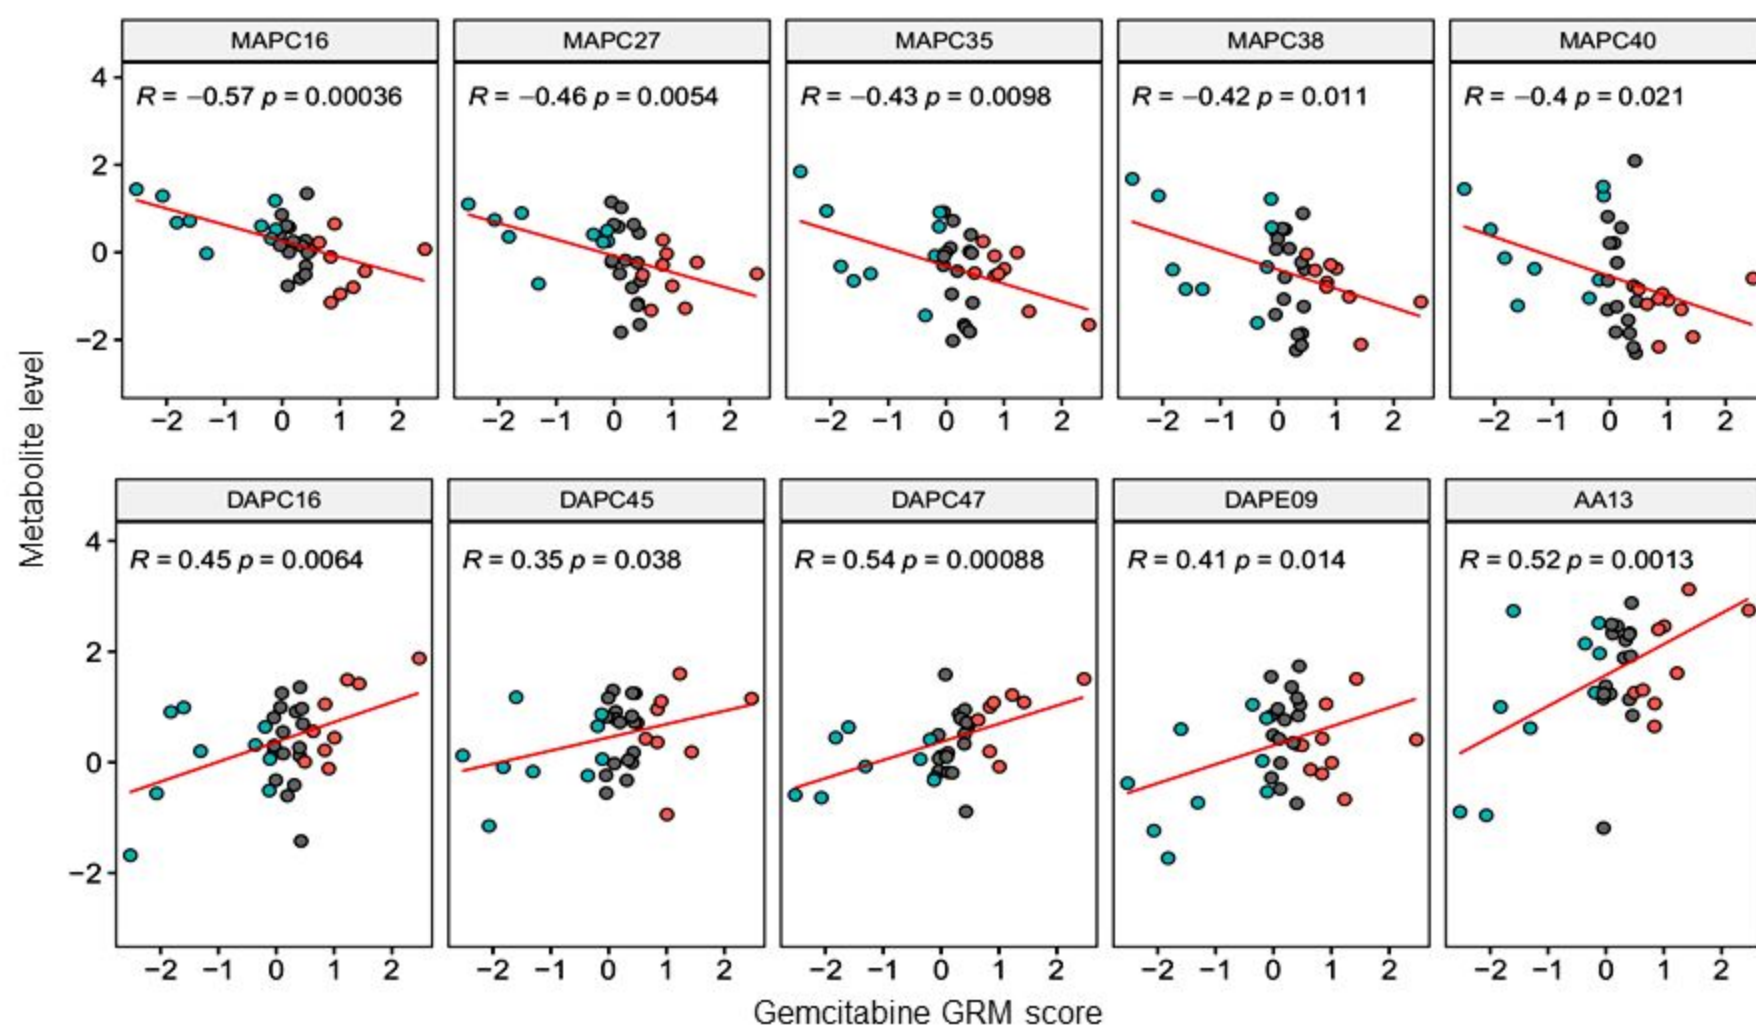 MAPC16 MAPC27 MAPC35 MAPC38 MAPC40
R = −0.57 p = 0.00036 R = −0.46 p = 0.0054 R = −0.43 p = 0.0098 R = −0.42 p = 0.011 R = −0.4 p = 0.021
4
2
0
−2
−2 −1 0 1 2 −2 −1 0 1 2 −2 −1 0 1 2 −2 −1 0 1 2 −2 −1 0 1 2
Metabolite level
DAPC16 DAPC45 DAPC47 DAPE09 AA13
R = 0.45 p = 0.0064 R = 0.35 p = 0.038 R = 0.54 p = 0.00088 R = 0.41 p = 0.014 R = 0.52 p = 0.0013
4
2
0
−2
−2 −1 0 1 2 −2 −1 0 1 2 −2 −1 0 1 2 −2 −1 0 1 2 −2 −1 0 1 2
Gemcitabine GRM score